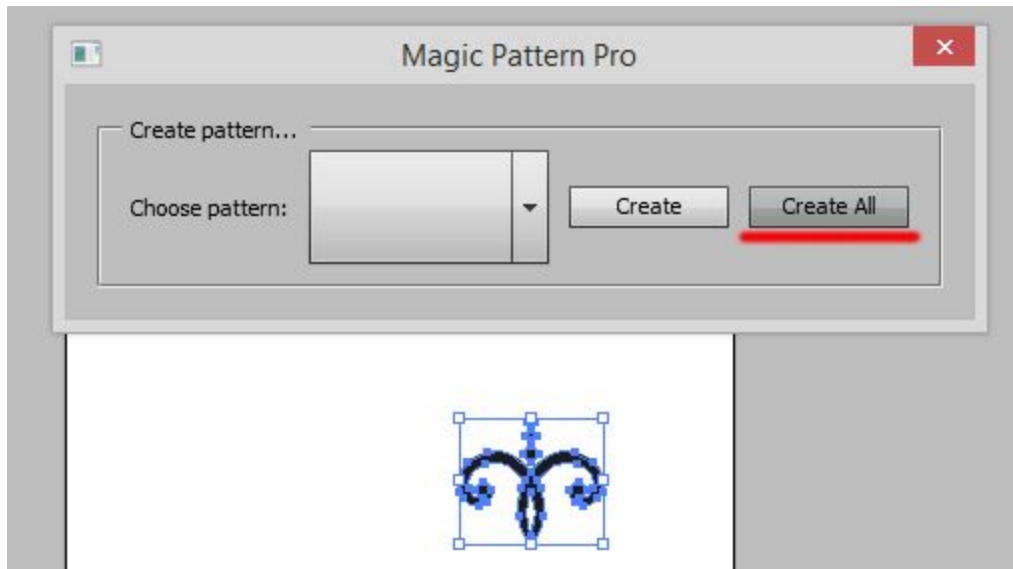 Magic Pattern Pro
Create pattern...
Choose pattern:
Create
Create All